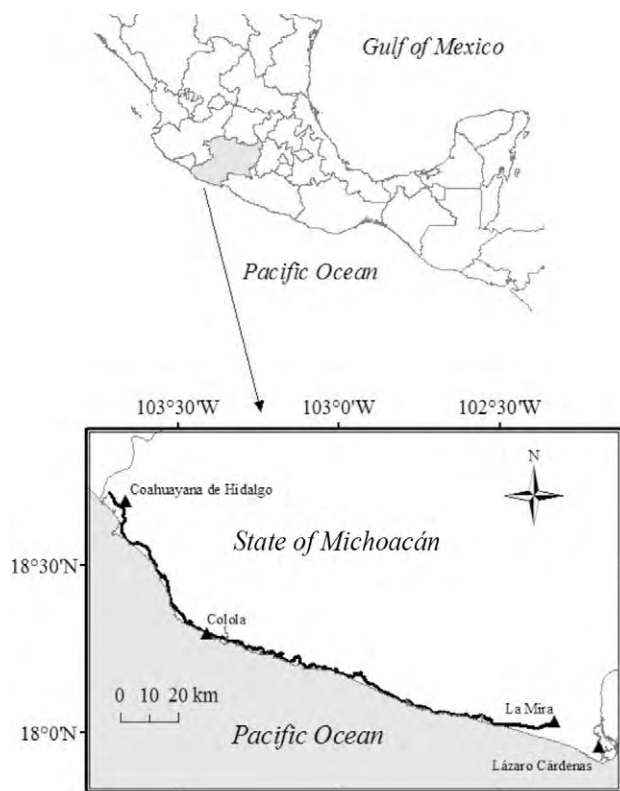 Gulf of Mexico
Pacific Ocean
103°30'W 103°0'W 102°30'W
N
Coahuayana de Hidalgo
State of Michoacán
18°30'N
Colola
0 10 20 km
La Mira
18°0'N
Pacific Ocean
Lázaro Cárdenas